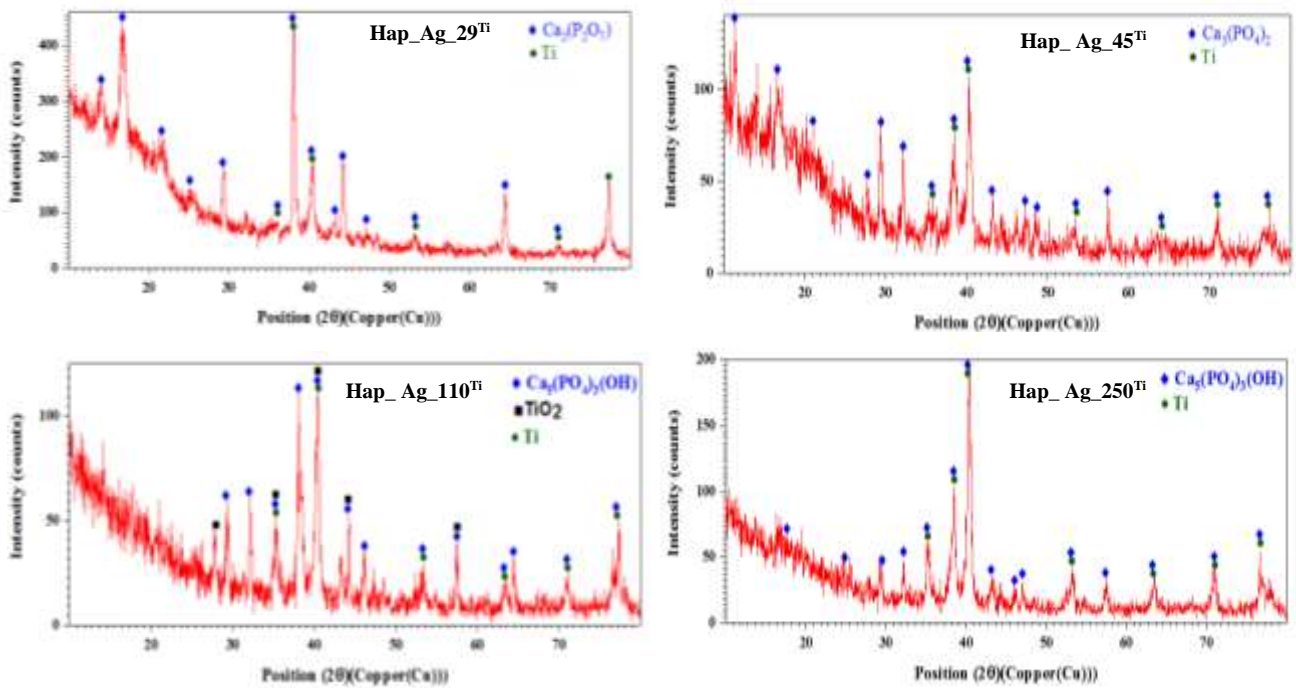 Hap_Ag_29Ti
Ca2(P2O7)
Ti
Intensity (counts)
400
300
200
100
0
20 30 40 50 60 70
Position (2θ)(Copper(Cu)))
Hap_ Ag_45Ti
Ca3(PO4)2
Ti
Intensity (counts)
100
50
0
20 30 40 50 60 70
Position (2θ)(Copper(Cu)))
Hap_ Ag_110Ti
Ca5(PO4)3(OH)
TiO2
Ti
Intensity (counts)
100
50
0
20 30 40 50 60 70
Position (2θ)(Copper(Cu)))
Hap_ Ag_250Ti
Ca5(PO4)3(OH)
Ti
Intensity (counts)
200
150
100
50
0
20 30 40 50 60 70
Position (2θ)(Copper(Cu)))